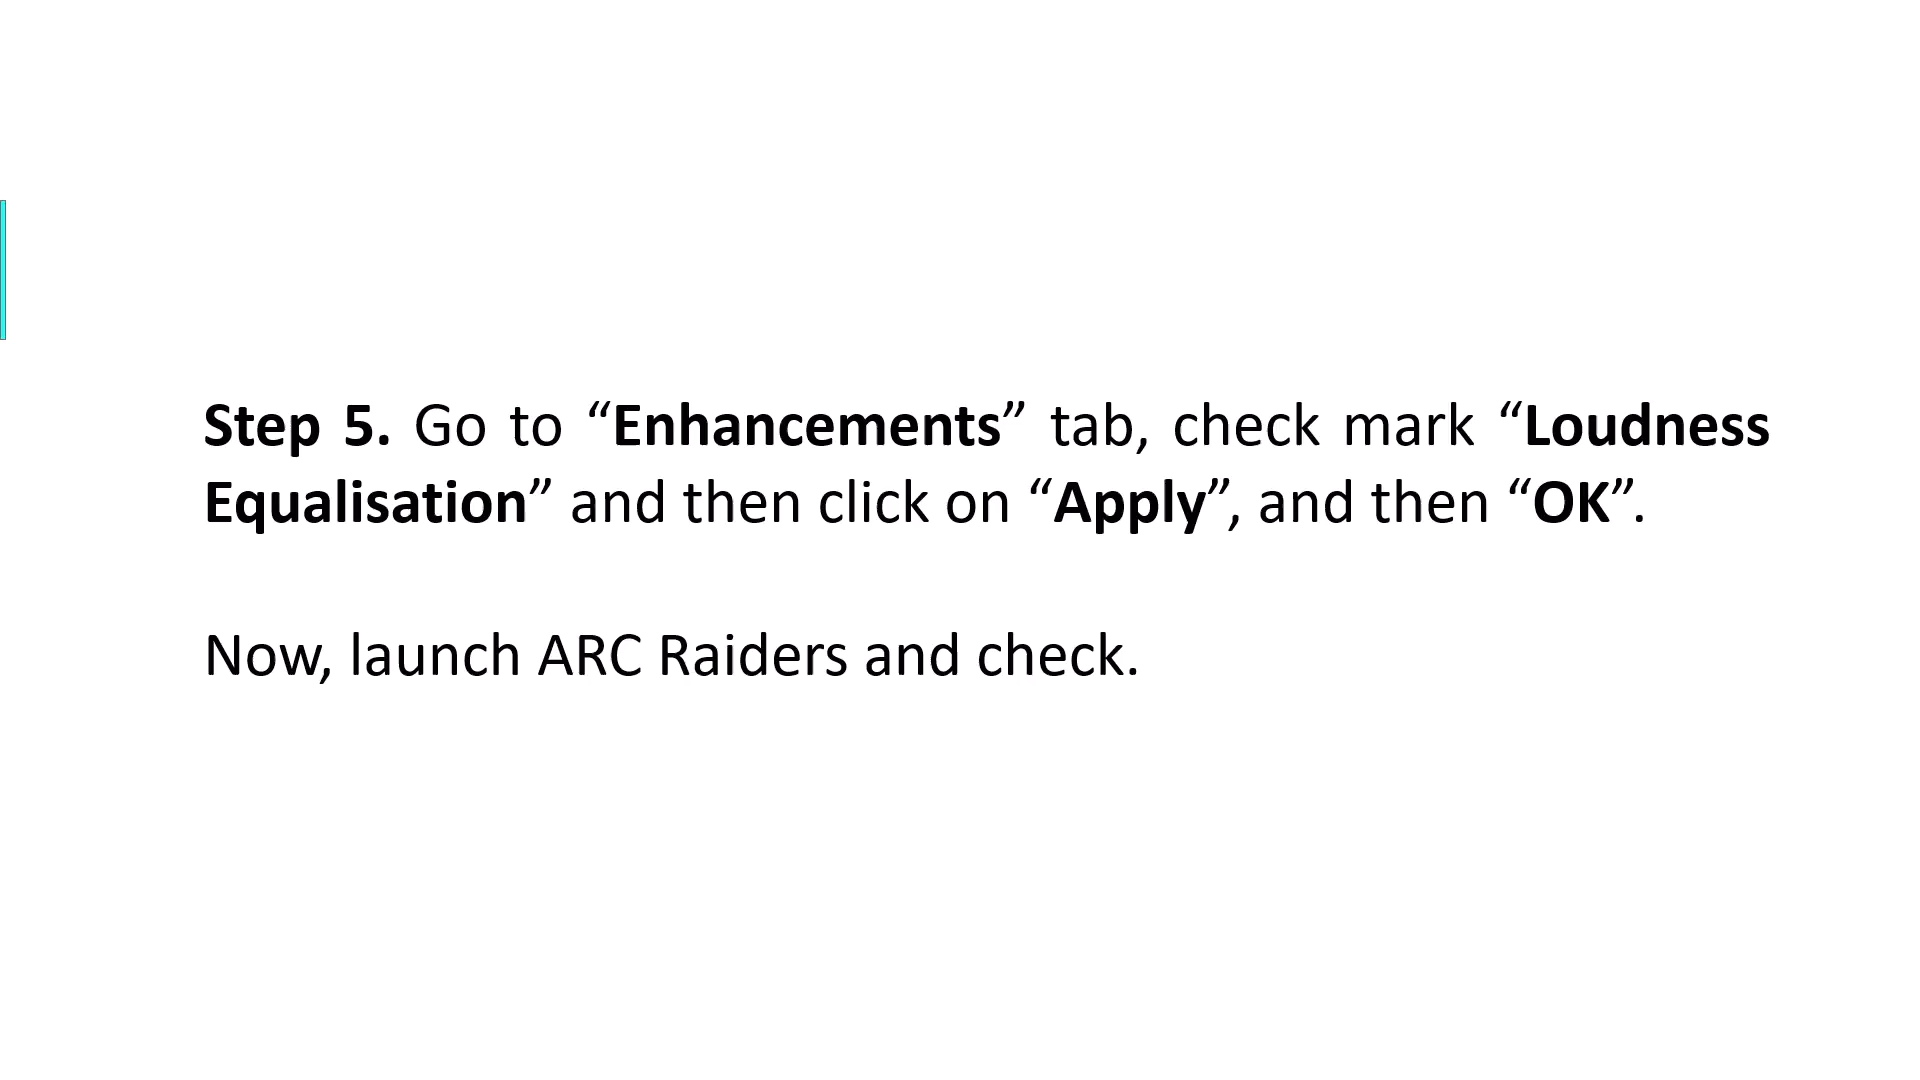 Step 5. Go to “Enhancements” tab, check mark “Loudness
Equalisation” and then click on “Apply”, and then “OK”.
Now, launch ARC Raiders and check.